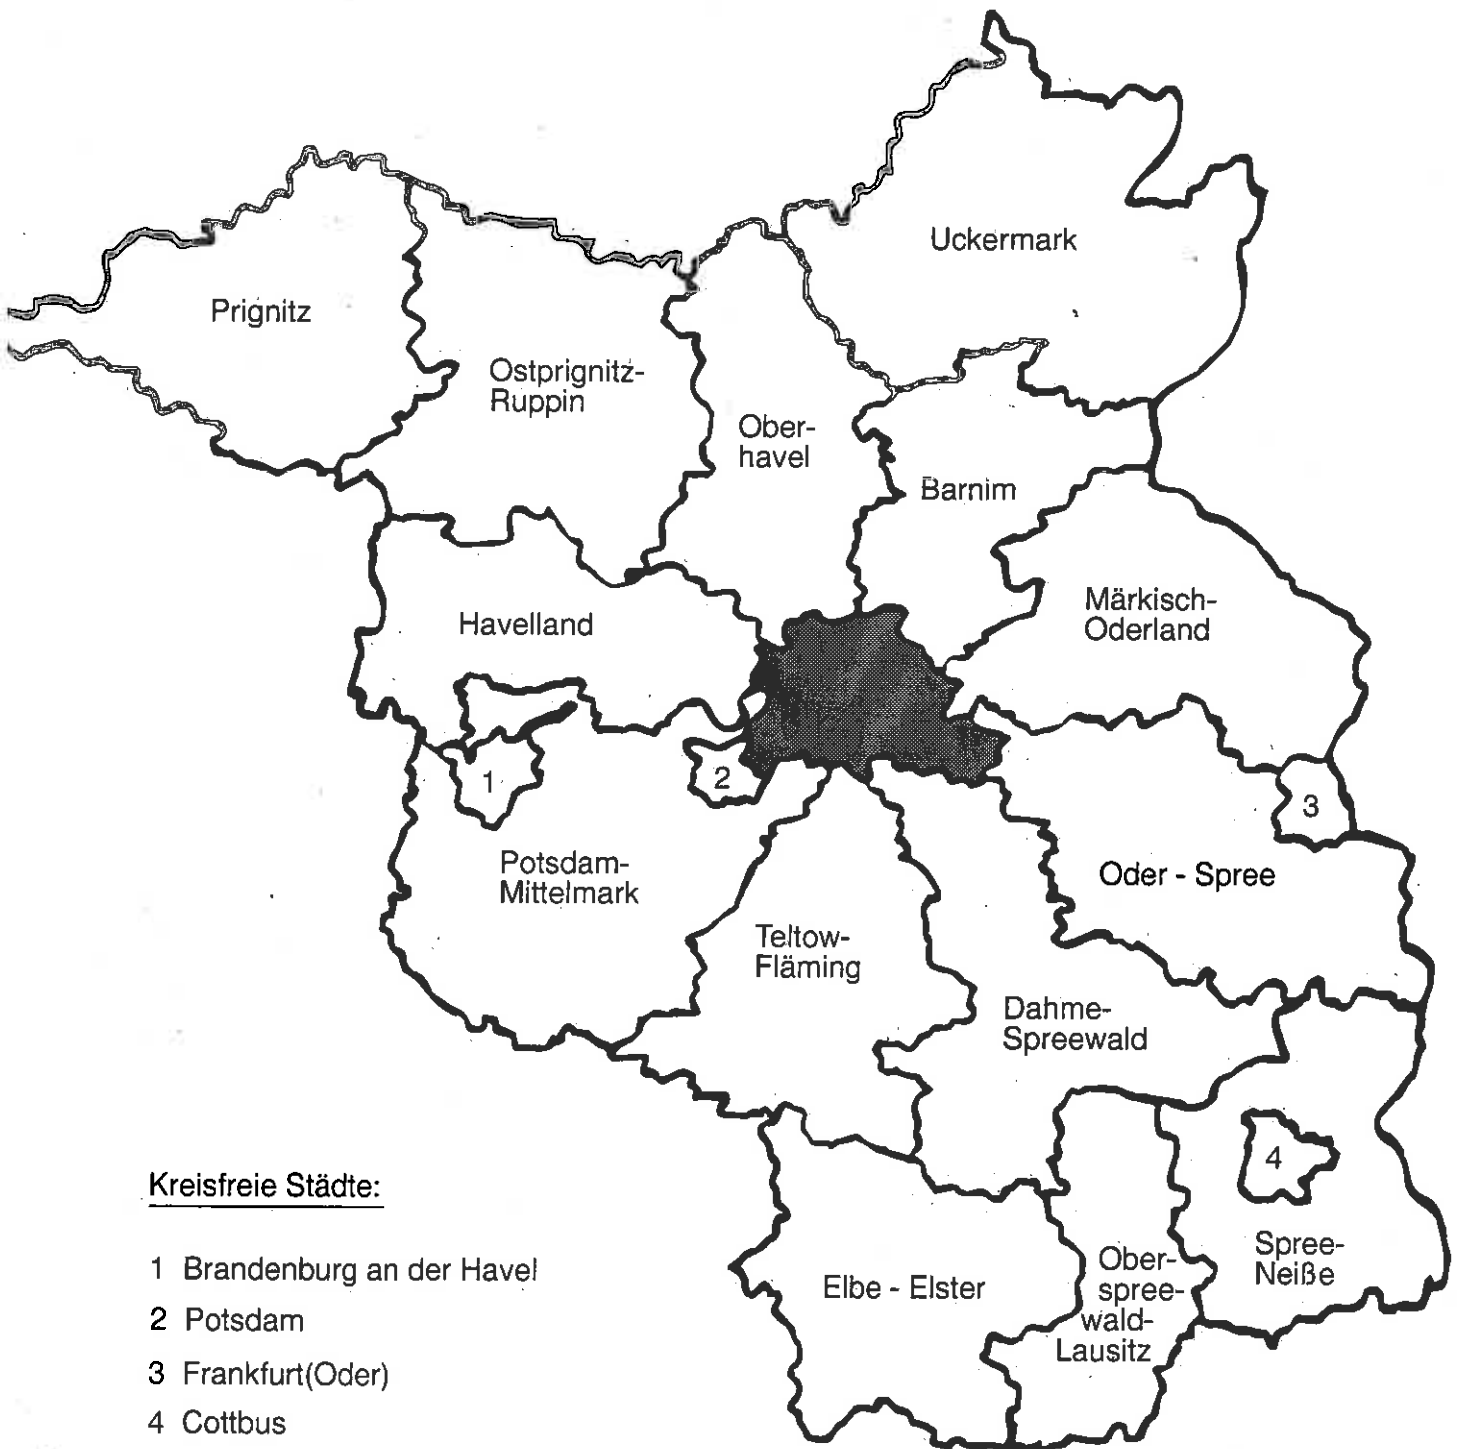 Uckermark
Prignitz
Ostprignitz-
Ruppin
Ober-
havel
Barnim
Märkisch-
Oderland
Havelland
1
2
3
Potsdam-
Mittelmark
Oder - Spree
Teltow-
Fläming
Dahme-
Spreewald
4
Spree-
Neiße
Ober-
spree-
wald-
Lausitz
Elbe - Elster
Kreisfreie Städte:
1 Brandenburg an der Havel
2 Potsdam
3 Frankfurt(Oder)
4 Cottbus